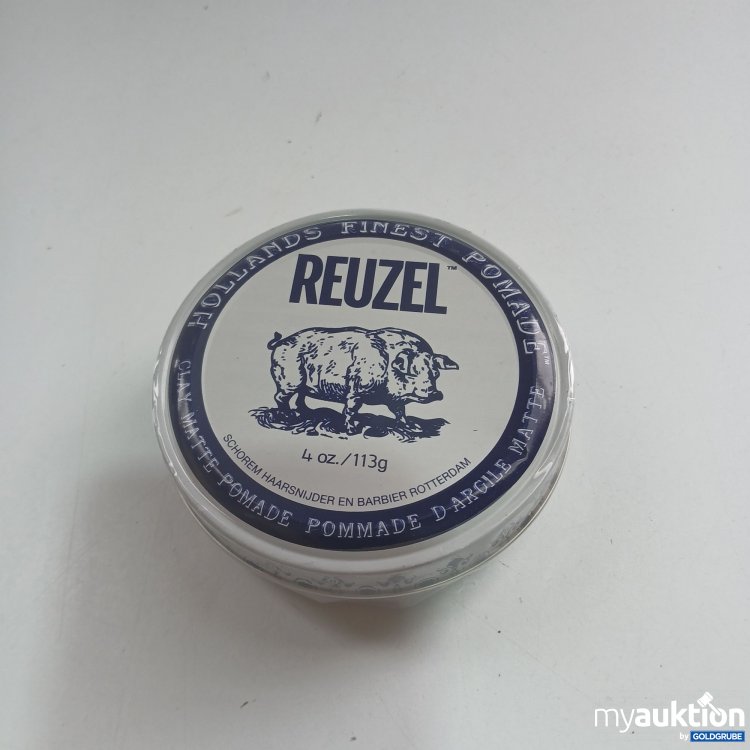 HOLLANDS FINEST POMADE™
REUZEL™
4 oz./113g
SCHOREM HAARSNIJDER EN BARBIER ROTTERDAM
CLAY MATTE POMADE POMMADE D'ARGILE MATTE
myauktion
by GOLDGRUBE